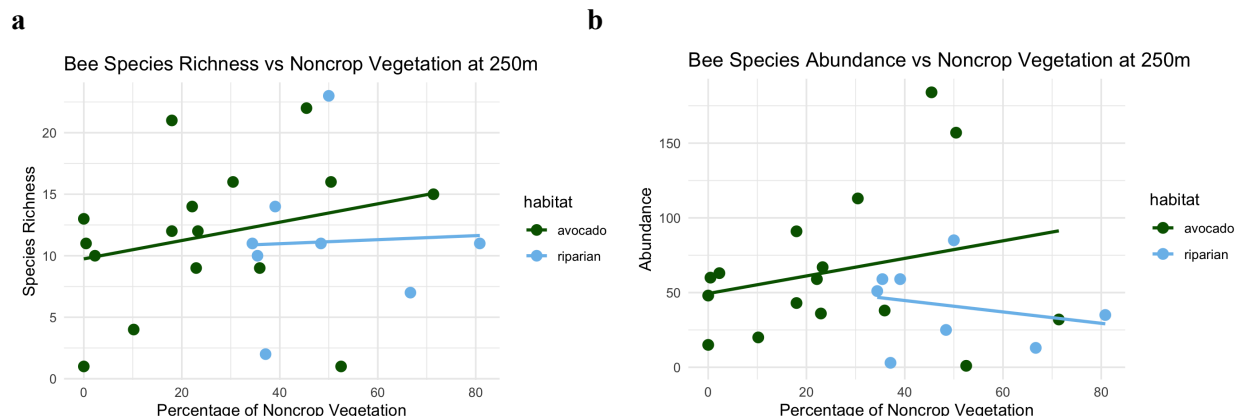 a
Bee Species Richness vs Noncrop Vegetation at 250m
Species Richness
20
15
10
5
0
0 20 40 60 80
Percentage of Noncrop Vegetation
habitat
avocado
riparian
b
Bee Species Abundance vs Noncrop Vegetation at 250m
Abundance
150
100
50
0
0 20 40 60 80
Percentage of Noncrop Vegetation
habitat
avocado
riparian